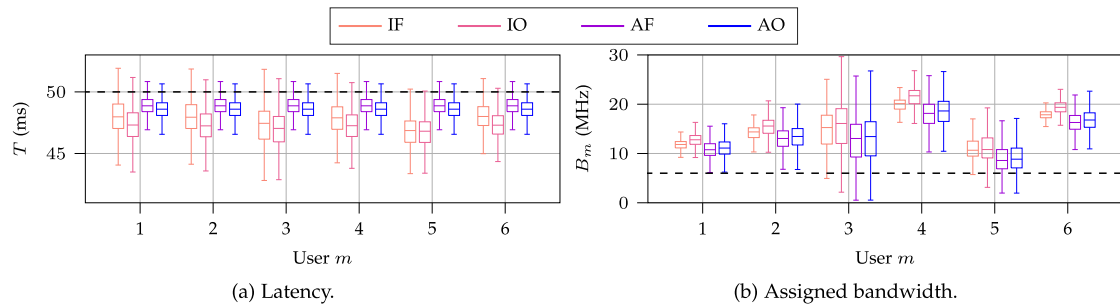 IF IO AF AO
50
45
T (ms)
1 2 3 4 5 6
User m
(a) Latency.
30
20
10
0
B_m (MHz)
1 2 3 4 5 6
User m
(b) Assigned bandwidth.